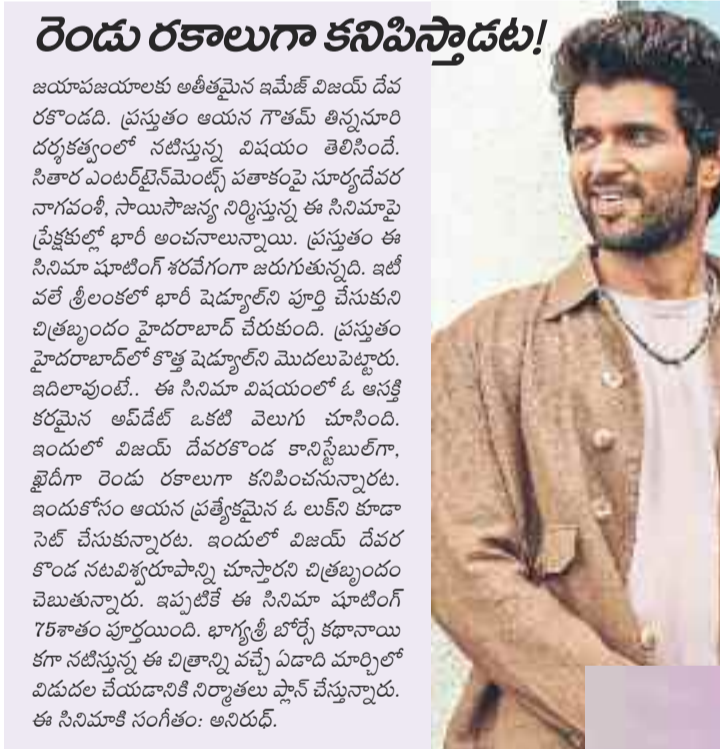 రెండు రకాలుగా కనిపిస్తాడట!
జయాపజయాలకు అతీతమైన ఇమేజ్ విజయ్ దేవ
రకొండది. ప్రస్తుతం ఆయన గౌతమ్ తిన్ననూరి
దర్శకత్వంలో నటిస్తున్న విషయం తెలిసిందే.
సితార ఎంటర్‌టైన్‌మెంట్స్ పతాకంపై సూర్యదేవర
నాగవంశీ, సాయిసౌజన్య నిర్మిస్తున్న ఈ సినిమాపై
ప్రేక్షకుల్లో భారీ అంచనాలున్నాయి. ప్రస్తుతం ఈ
సినిమా షూటింగ్ శరవేగంగా జరుగుతున్నది. ఇటీ
వలే శ్రీలంకలో భారీ షెడ్యూల్‌ని పూర్తి చేసుకుని
చిత్రబృందం హైదరాబాద్ చేరుకుంది. ప్రస్తుతం
హైదరాబాద్‌లో కొత్త షెడ్యూల్‌ని మొదలుపెట్టారు.
ఇదిలావుంటే.. ఈ సినిమా విషయంలో ఓ ఆసక్తి
కరమైన అప్‌డేట్ ఒకటి వెలుగు చూసింది.
ఇందులో విజయ్ దేవరకొండ కానిస్టేబుల్‌గా,
ఖైదీగా రెండు రకాలుగా కనిపించనున్నారట.
ఇందుకోసం ఆయన ప్రత్యేకమైన ఓ లుక్‌ని కూడా
సెట్ చేసుకున్నారట. ఇందులో విజయ్ దేవర
కొండ నటవిశ్వరూపాన్ని చూస్తారని చిత్రబృందం
చెబుతున్నారు. ఇప్పటికే ఈ సినిమా షూటింగ్
75శాతం పూర్తయింది. భాగ్యశ్రీ బోర్సే కథానాయి
కగా నటిస్తున్న ఈ చిత్రాన్ని వచ్చే ఏడాది మార్చిలో
విడుదల చేయడానికి నిర్మాతలు ప్లాన్ చేస్తున్నారు.
ఈ సినిమాకి సంగీతం: అనిరుధ్.